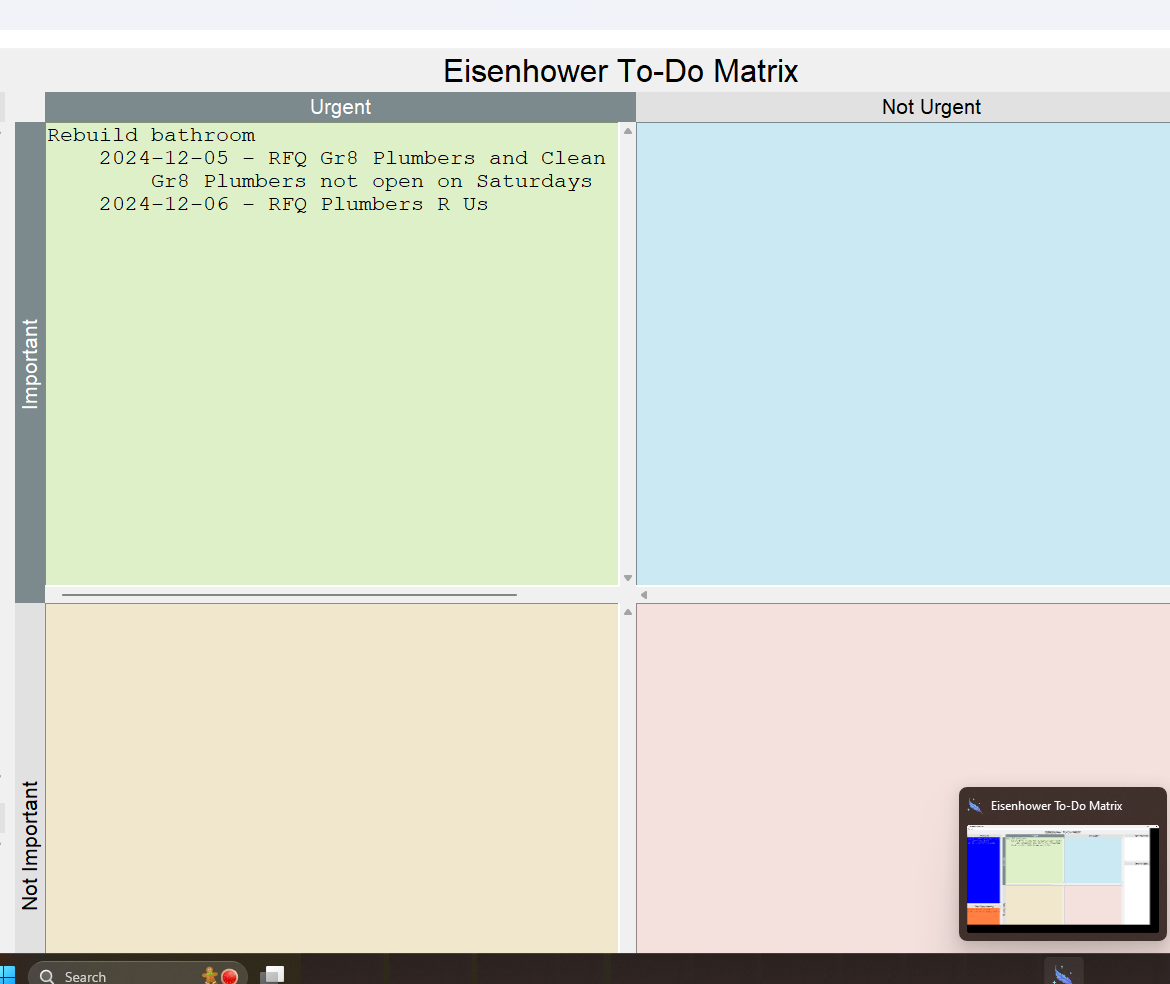 Eisenhower To-Do Matrix
Urgent
Not Urgent
Important
Rebuild bathroom
2024-12-05 - RFQ Gr8 Plumbers and Clean
Gr8 Plumbers not open on Saturdays
2024-12-06 - RFQ Plumbers R Us
Not Important
Eisenhower To-Do Matrix
Search